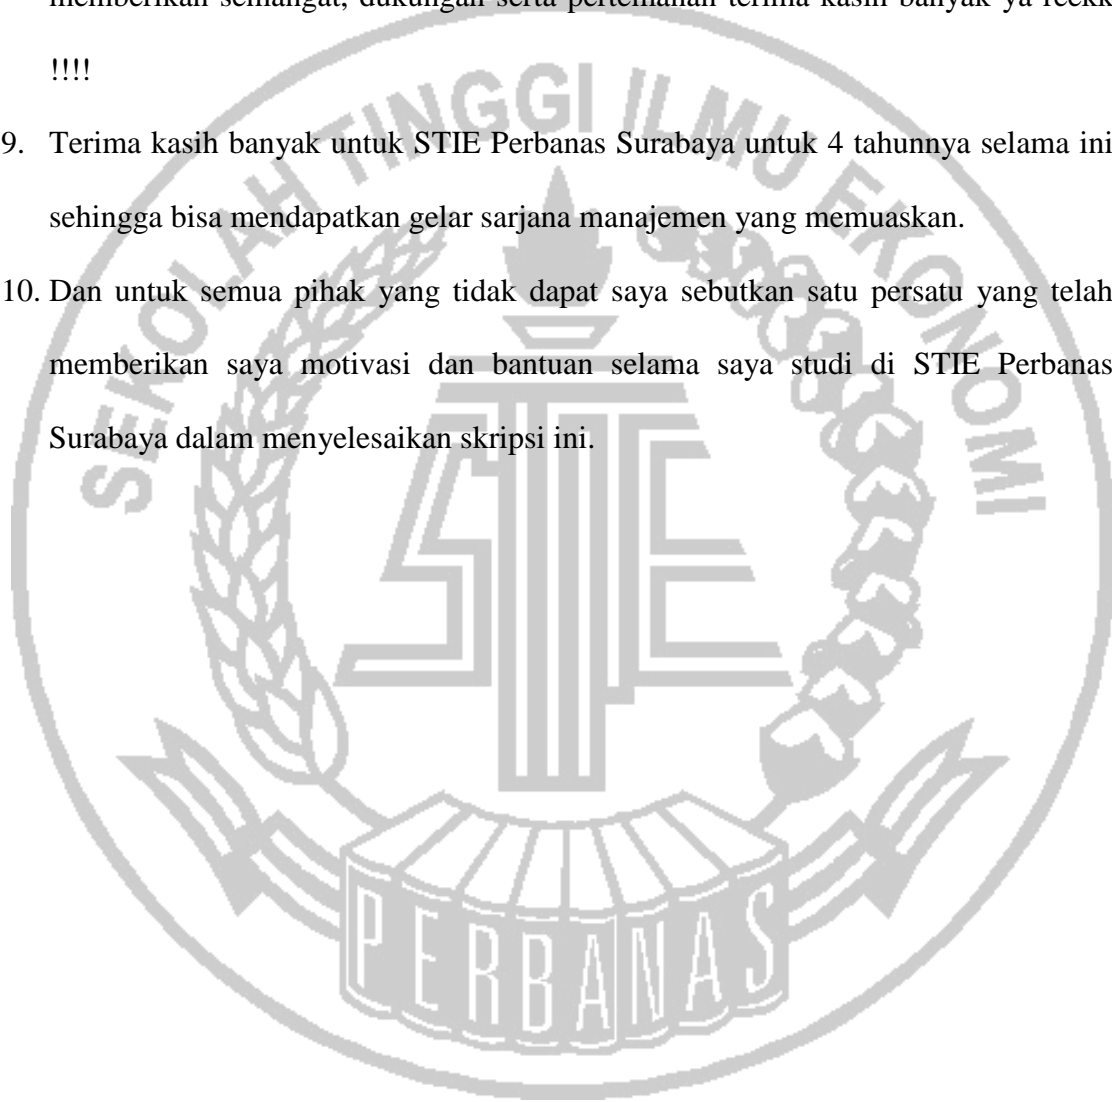 memberikan semangat, dukungan serta pertemanan terima kasih banyak ya
!!!!
9. Terima kasih banyak untuk STIE Perbanas Surabaya untuk 4 tahunnya selama ini
sehingga bisa mendapatkan gelar sarjana manajemen yang memuaskan.
10. Dan untuk semua pihak yang tidak dapat saya sebutkan satu persatu yang telah
memberikan saya motivasi dan bantuan selama saya studi di STIE Perbanas
Surabaya dalam menyelesaikan skripsi ini.
SEKOLAH TINGGI ILMU EKONOMI
STIE
PERBANAS